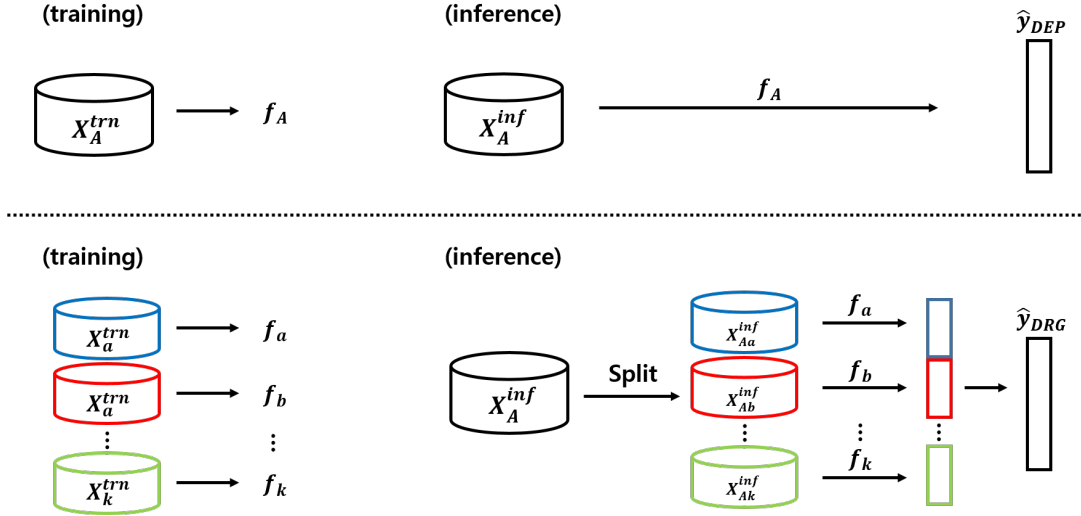 (training)
(inference)
ŷ_DEP
X_A^trn
f_A
X_A^inf
f_A
(training)
(inference)
X_a^trn
f_a
X_a^trn
f_b
⋮
⋮
X_k^trn
f_k
X_A^inf
Split
X_Aa^inf
f_a
X_Ab^inf
f_b
⋮
⋮
⋮
X_Ak^inf
f_k
ŷ_DRG